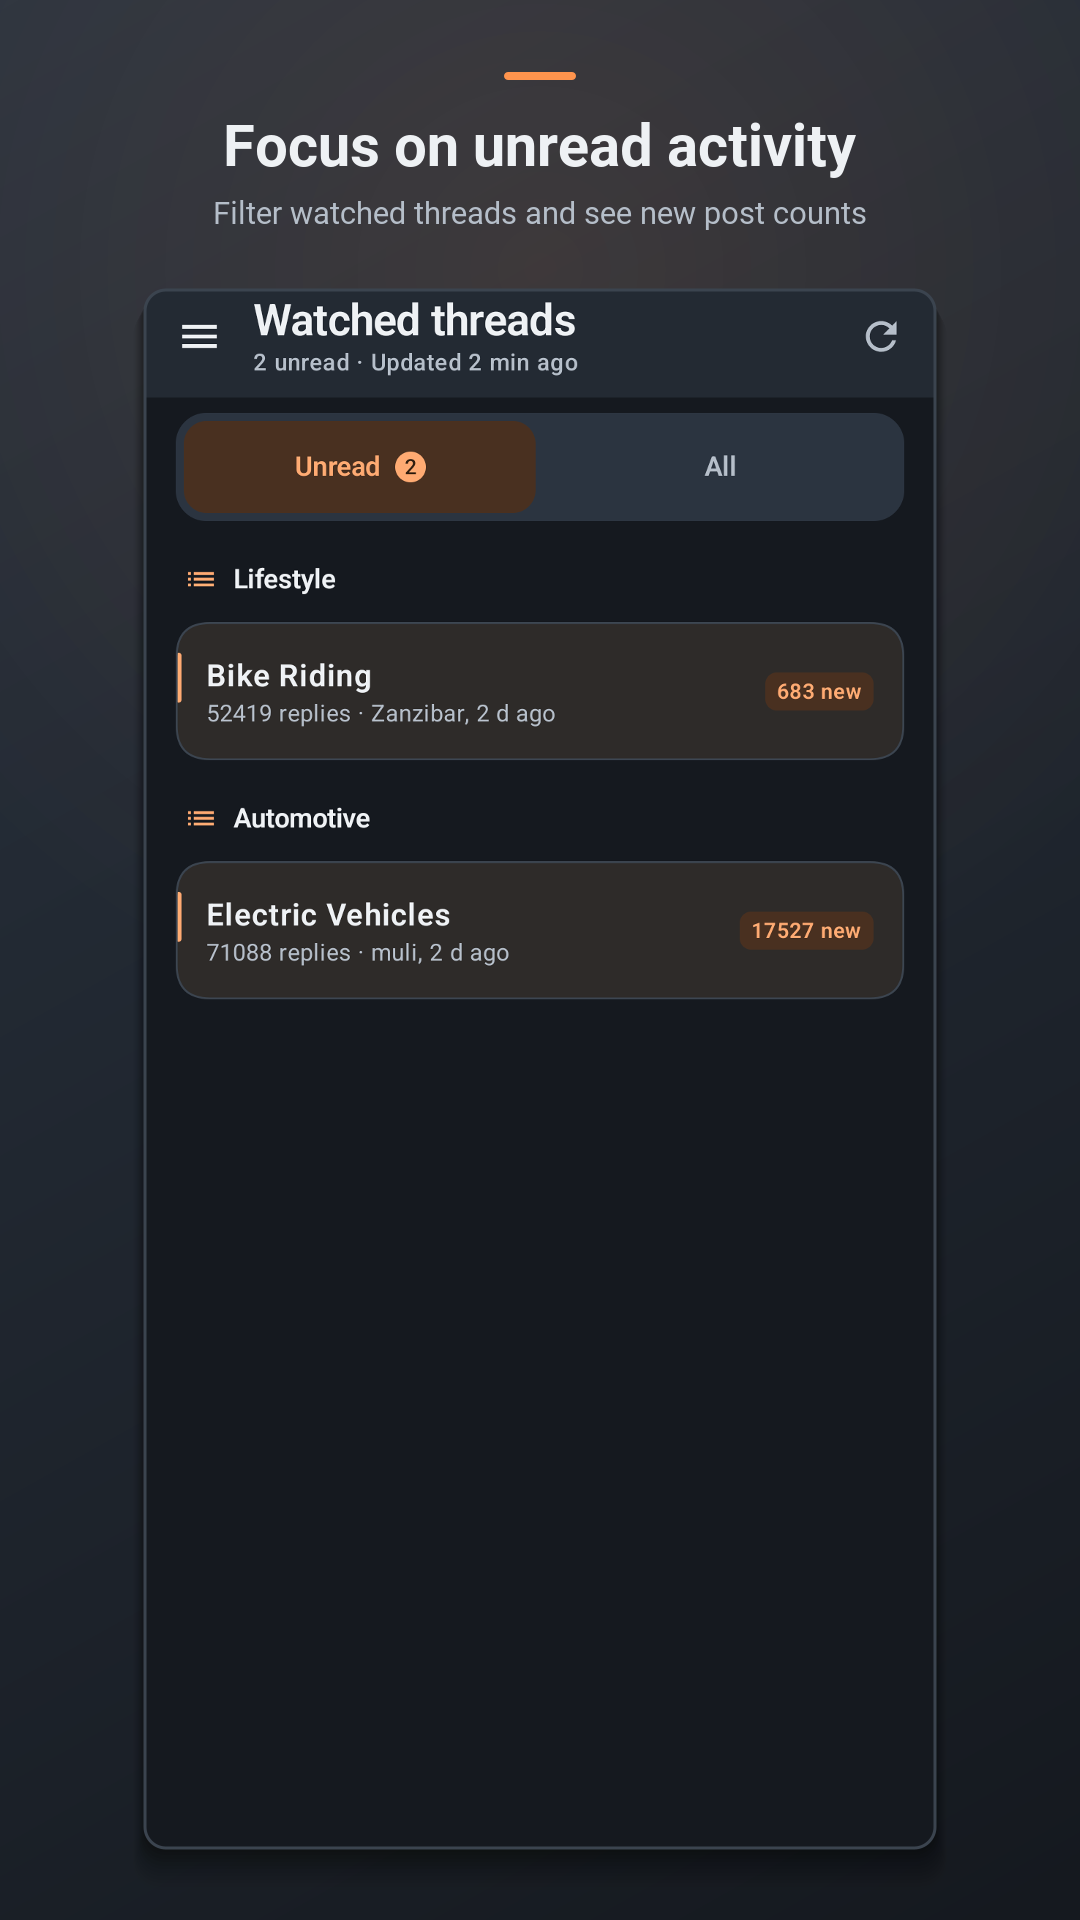 Focus on unread activity
Filter watched threads and see new post counts
Watched threads
2 unread · Updated 2 min ago
Unread 2
All
Lifestyle
Bike Riding
52419 replies · Zanzibar, 2 d ago
683 new
Automotive
Electric Vehicles
71088 replies · muli, 2 d ago
17527 new